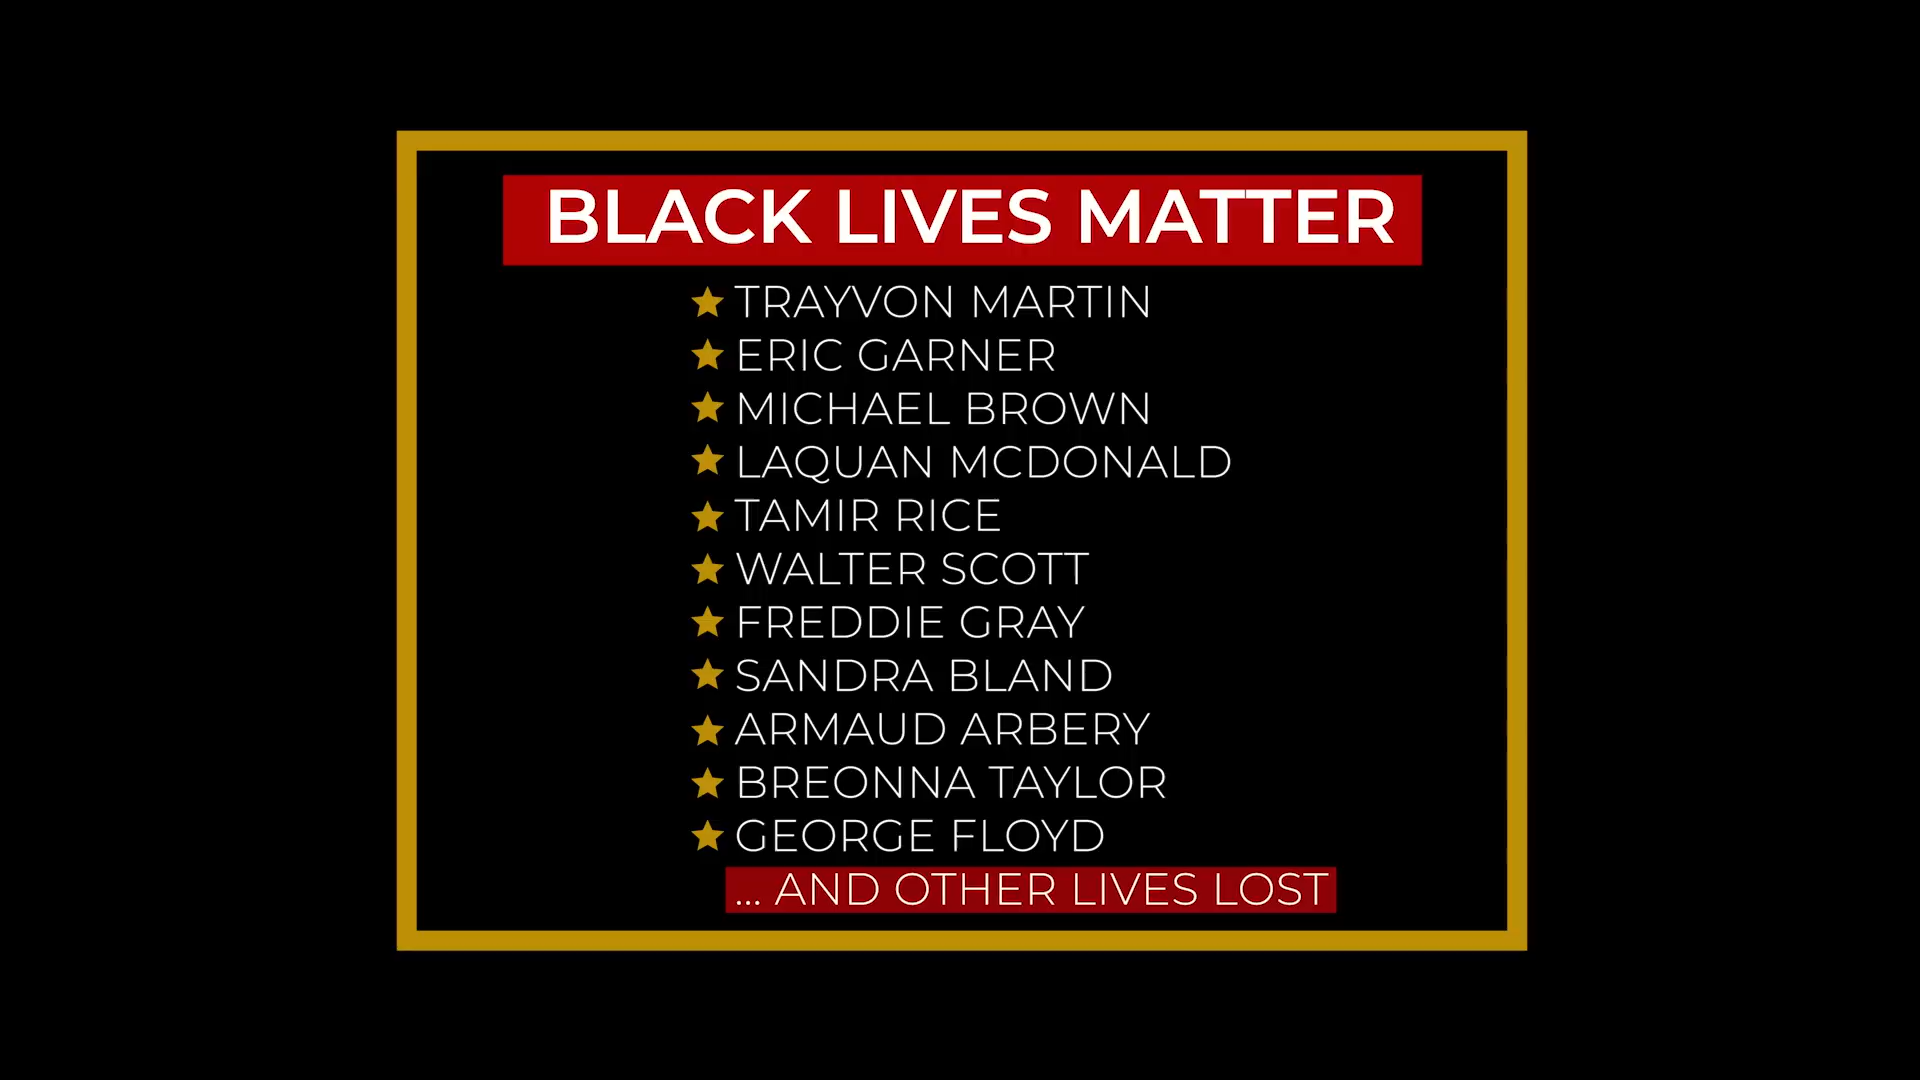 BLACK LIVES MATTER
TRAYVON MARTIN
ERIC GARNER
MICHAEL BROWN
LAQUAN MCDONALD
TAMIR RICE
WALTER SCOTT
FREDDIE GRAY
SANDRA BLAND
ARMAUD ARBERY
BREONNA TAYLOR
GEORGE FLOYD
... AND OTHER LIVES LOST